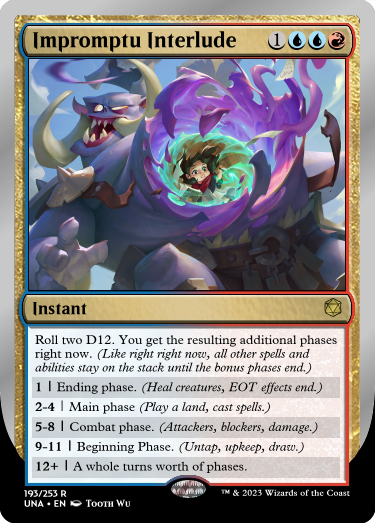 Impromptu Interlude 1
Instant
Roll two D12. You get the resulting additional phases
right now. (Like right right now, all other spells and
abilities stay on the stack until the bonus phases end.)
1 | Ending phase. (Heal creatures, EOT effects end.)
2-4 | Main phase (Play a land, cast spells.)
5-8 | Combat phase. (Attackers, blockers, damage.)
9-11 | Beginning Phase. (Untap, upkeep, draw.)
12+ | A whole turns worth of phases.
193/253 R
UNA • EN Tooth Wu
™ & 2023 Wizards of the Coast